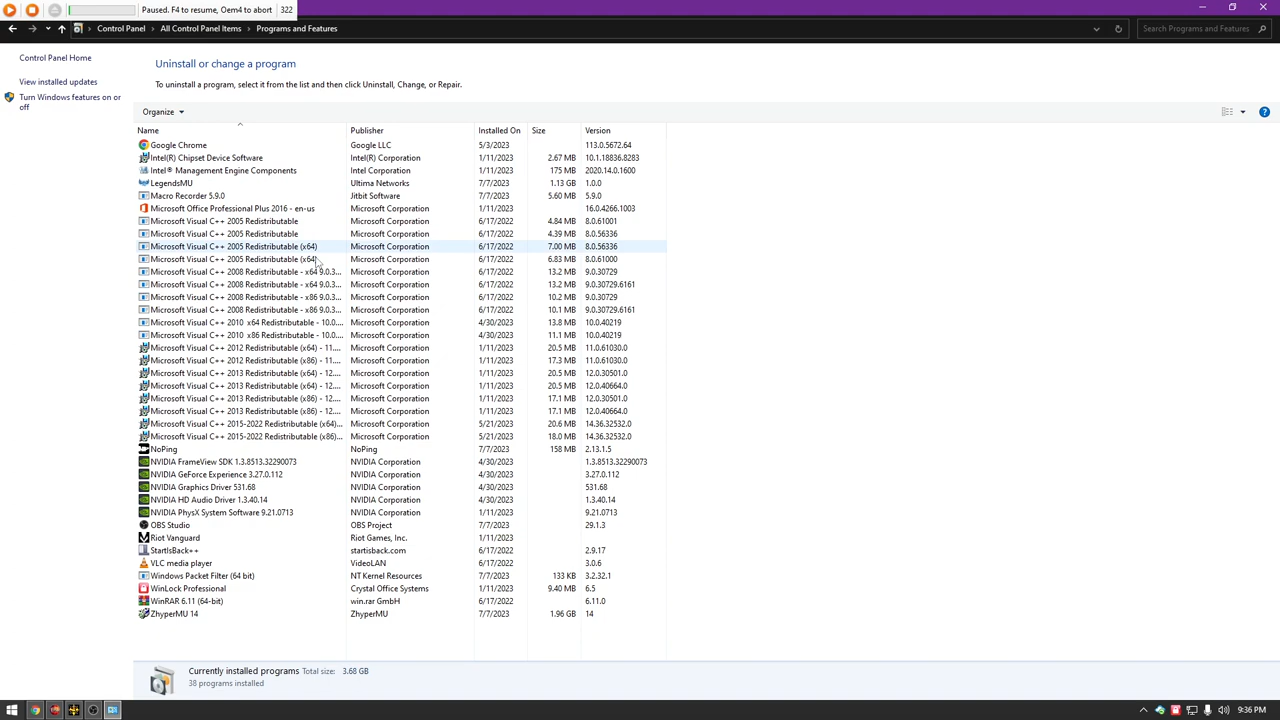 Paused. F4 to resume, Oem4 to abort 322
Control Panel All Control Panel Items Programs and Features Search Programs and Features
Control Panel Home
View installed updates
Turn Windows features on or off
Uninstall or change a program
To uninstall a program, select it from the list and then click Uninstall, Change, or Repair.
Organize
Name Publisher Installed On Size Version
Google Chrome Google LLC 5/3/2023 113.0.5672.64
Intel(R) Chipset Device Software Intel(R) Corporation 1/11/2023 2.67 MB 10.1.18836.8283
Intel® Management Engine Components Intel Corporation 1/11/2023 175 MB 2020.14.0.1600
LegendsMU Ultima Networks 7/7/2023 1.13 GB 1.0.0
Macro Recorder 5.9.0 Jitbit Software 7/7/2023 5.60 MB 5.9.0
Microsoft Office Professional Plus 2016 - en-us Microsoft Corporation 1/11/2023 16.0.4266.1003
Microsoft Visual C++ 2005 Redistributable Microsoft Corporation 6/17/2022 4.84 MB 8.0.61001
Microsoft Visual C++ 2005 Redistributable Microsoft Corporation 6/17/2022 4.39 MB 8.0.56336
Microsoft Visual C++ 2005 Redistributable (x64) Microsoft Corporation 6/17/2022 7.00 MB 8.0.56336
Microsoft Visual C++ 2005 Redistributable (x64) Microsoft Corporation 6/17/2022 6.83 MB 8.0.61000
Microsoft Visual C++ 2008 Redistributable - x64 9.0.3... Microsoft Corporation 6/17/2022 13.2 MB 9.0.30729
Microsoft Visual C++ 2008 Redistributable - x64 9.0.3... Microsoft Corporation 6/17/2022 13.2 MB 9.0.30729.6161
Microsoft Visual C++ 2008 Redistributable - x86 9.0.3... Microsoft Corporation 6/17/2022 10.2 MB 9.0.30729
Microsoft Visual C++ 2008 Redistributable - x86 9.0.3... Microsoft Corporation 6/17/2022 10.1 MB 9.0.30729.6161
Microsoft Visual C++ 2010 x64 Redistributable - 10.0.... Microsoft Corporation 4/30/2023 13.8 MB 10.0.40219
Microsoft Visual C++ 2010 x86 Redistributable - 10.0.... Microsoft Corporation 4/30/2023 11.1 MB 10.0.40219
Microsoft Visual C++ 2012 Redistributable (x64) - 11.... Microsoft Corporation 1/11/2023 20.5 MB 11.0.61030.0
Microsoft Visual C++ 2012 Redistributable (x86) - 11.... Microsoft Corporation 1/11/2023 17.3 MB 11.0.61030.0
Microsoft Visual C++ 2013 Redistributable (x64) - 12.... Microsoft Corporation 1/11/2023 20.5 MB 12.0.30501.0
Microsoft Visual C++ 2013 Redistributable (x64) - 12.... Microsoft Corporation 1/11/2023 20.5 MB 12.0.40664.0
Microsoft Visual C++ 2013 Redistributable (x86) - 12.... Microsoft Corporation 1/11/2023 17.1 MB 12.0.30501.0
Microsoft Visual C++ 2013 Redistributable (x86) - 12.... Microsoft Corporation 1/11/2023 17.1 MB 12.0.40664.0
Microsoft Visual C++ 2015-2022 Redistributable (x64)... Microsoft Corporation 5/21/2023 20.6 MB 14.36.32532.0
Microsoft Visual C++ 2015-2022 Redistributable (x86)... Microsoft Corporation 5/21/2023 18.0 MB 14.36.32532.0
NoPing NoPing 7/7/2023 158 MB 2.13.1.5
NVIDIA FrameView SDK 1.3.8513.32290073 NVIDIA Corporation 4/30/2023 1.3.8513.32290073
NVIDIA GeForce Experience 3.27.0.112 NVIDIA Corporation 4/30/2023 3.27.0.112
NVIDIA Graphics Driver 531.68 NVIDIA Corporation 4/30/2023 531.68
NVIDIA HD Audio Driver 1.3.40.14 NVIDIA Corporation 4/30/2023 1.3.40.14
NVIDIA PhysX System Software 9.21.0713 NVIDIA Corporation 1/11/2023 9.21.0713
OBS Studio OBS Project 7/7/2023 29.1.3
Riot Vanguard Riot Games, Inc. 1/11/2023
StartIsBack++ startisback.com 6/17/2022 2.9.17
VLC media player VideoLAN 6/17/2022 3.0.6
Windows Packet Filter (64 bit) NT Kernel Resources 7/7/2023 133 KB 3.2.32.1
WinLock Professional Crystal Office Systems 1/11/2023 9.40 MB 6.5
WinRAR 6.11 (64-bit) win.rar GmbH 6/17/2022 6.11.0
ZhyperMU 14 ZhyperMU 7/7/2023 1.96 GB 14
Currently installed programs Total size: 3.68 GB
38 programs installed
9:36 PM